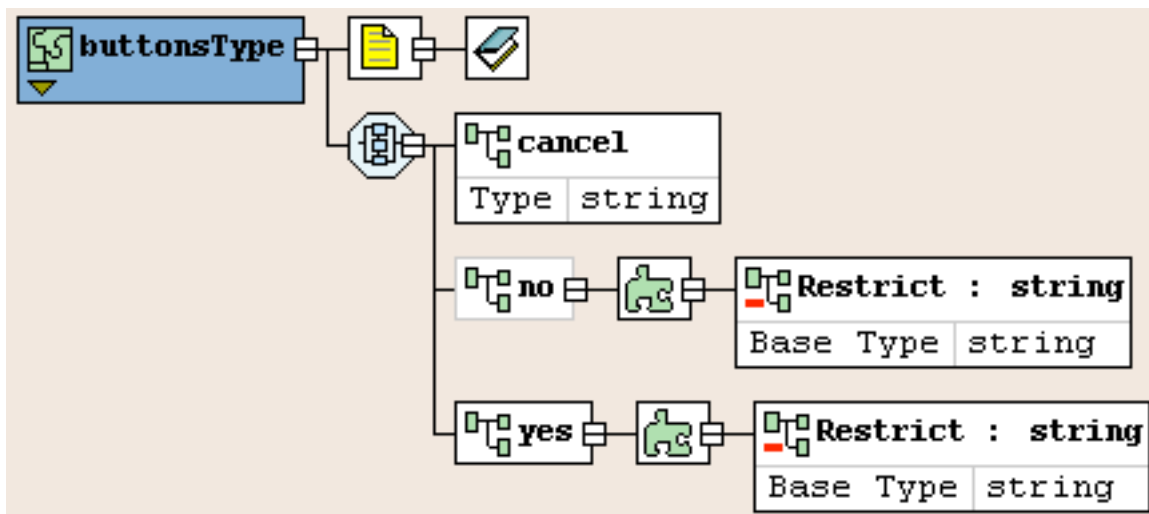 buttonsType
cancel
Type string
no
Restrict : string
Base Type string
yes
Restrict : string
Base Type string